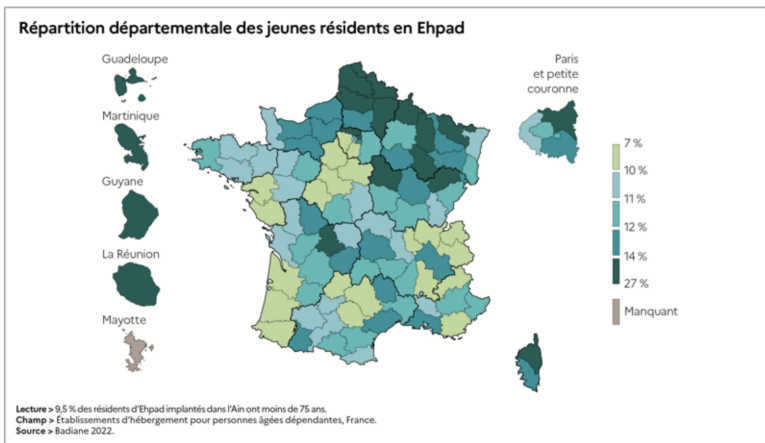 Répartition départementale des jeunes résidents en Ehpad
Guadeloupe
Martinique
Guyane
La Réunion
Mayotte
Paris
et petite
couronne
7 %
10 %
11 %
12 %
14 %
27 %
Manquant
Lecture > 9,5 % des résidents d'Ehpad implantés dans l'Ain ont moins de 75 ans.
Champ > Établissements d'hébergement pour personnes âgées dépendantes, France.
Source > Badiane 2022.